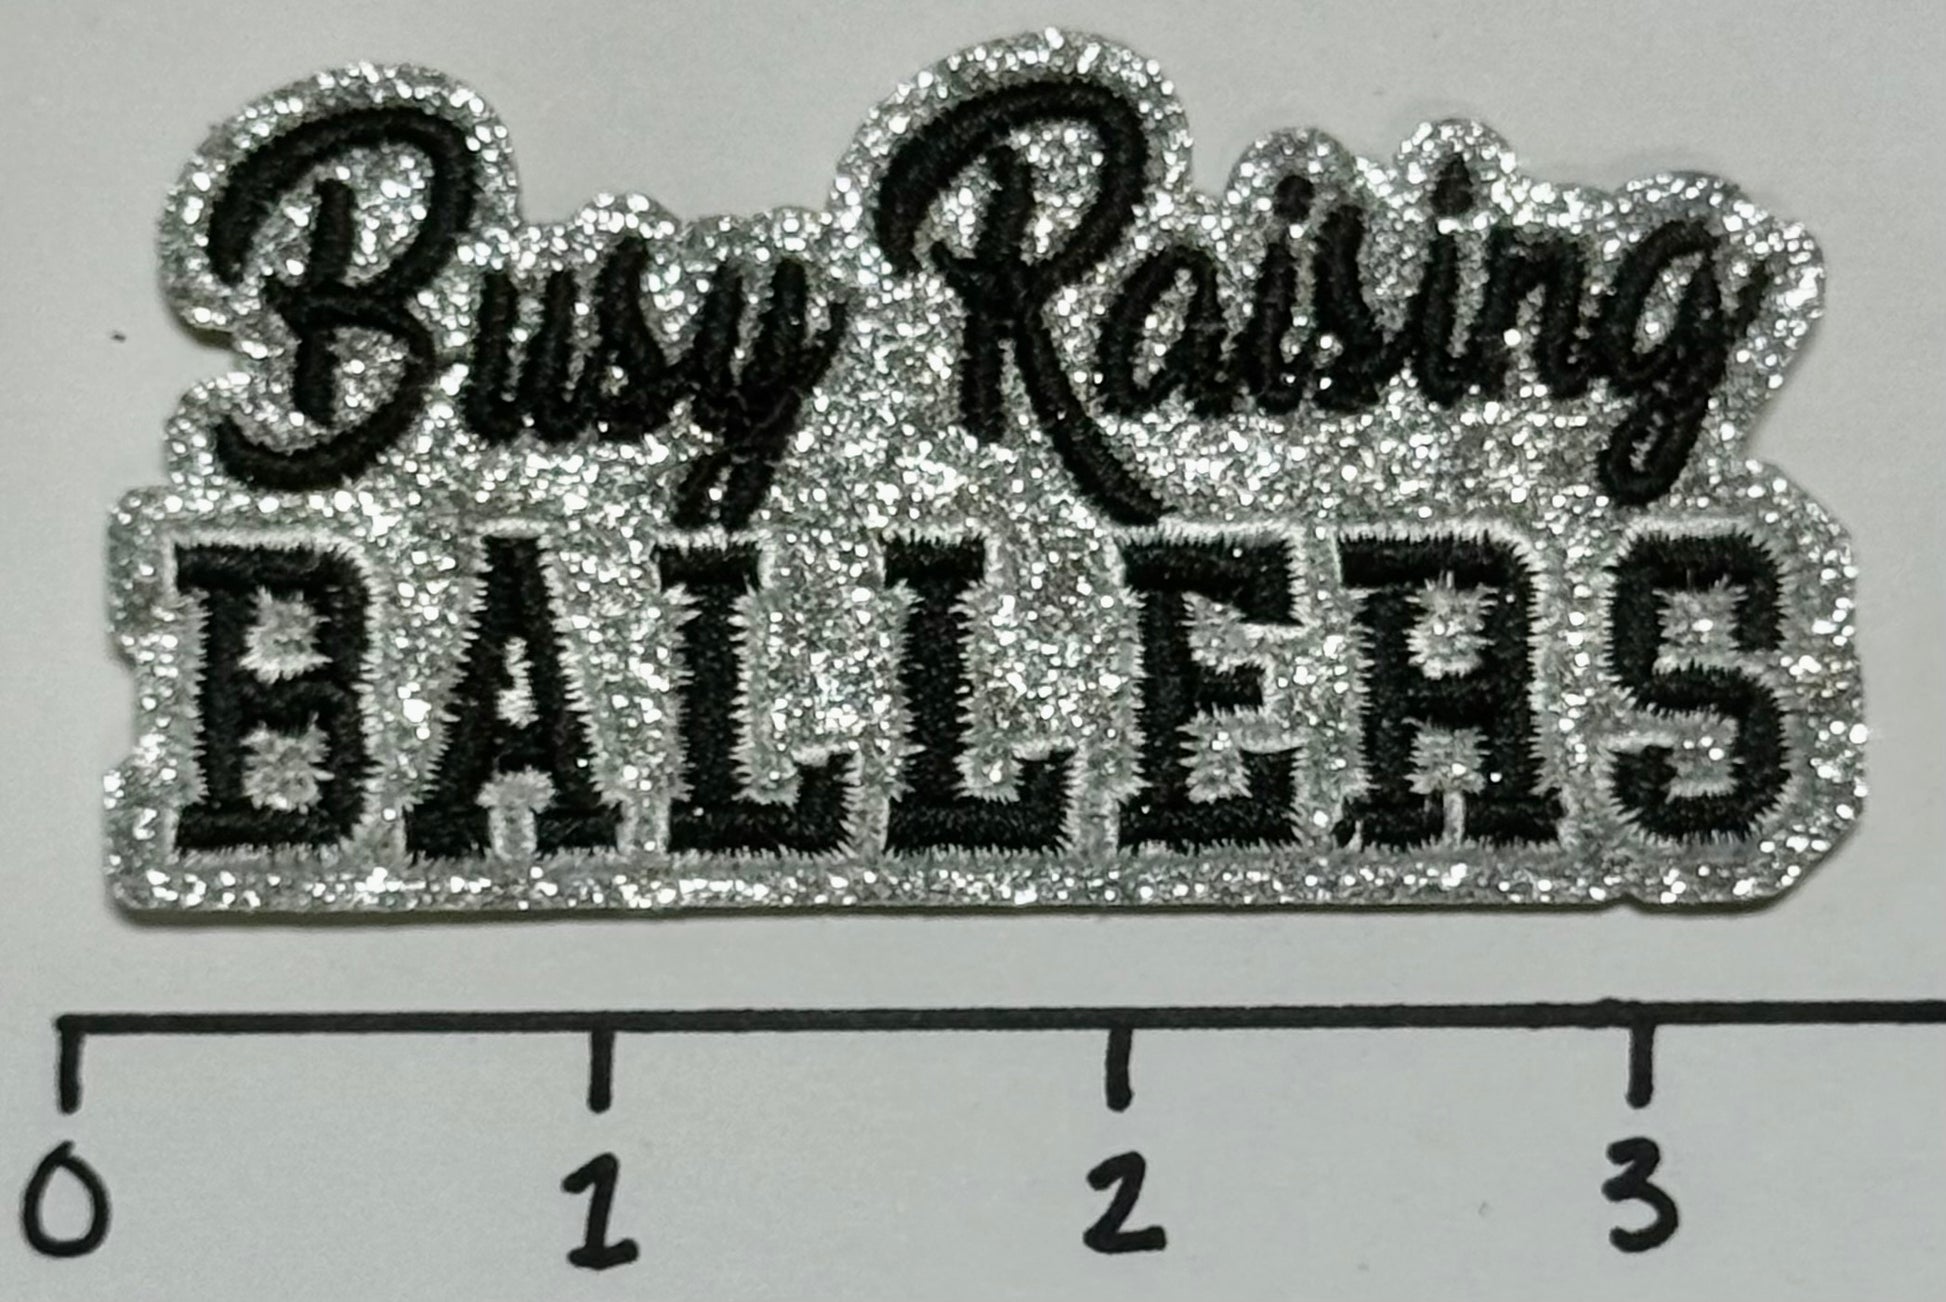 Busy Raising
BALLERS
0 1 2 3